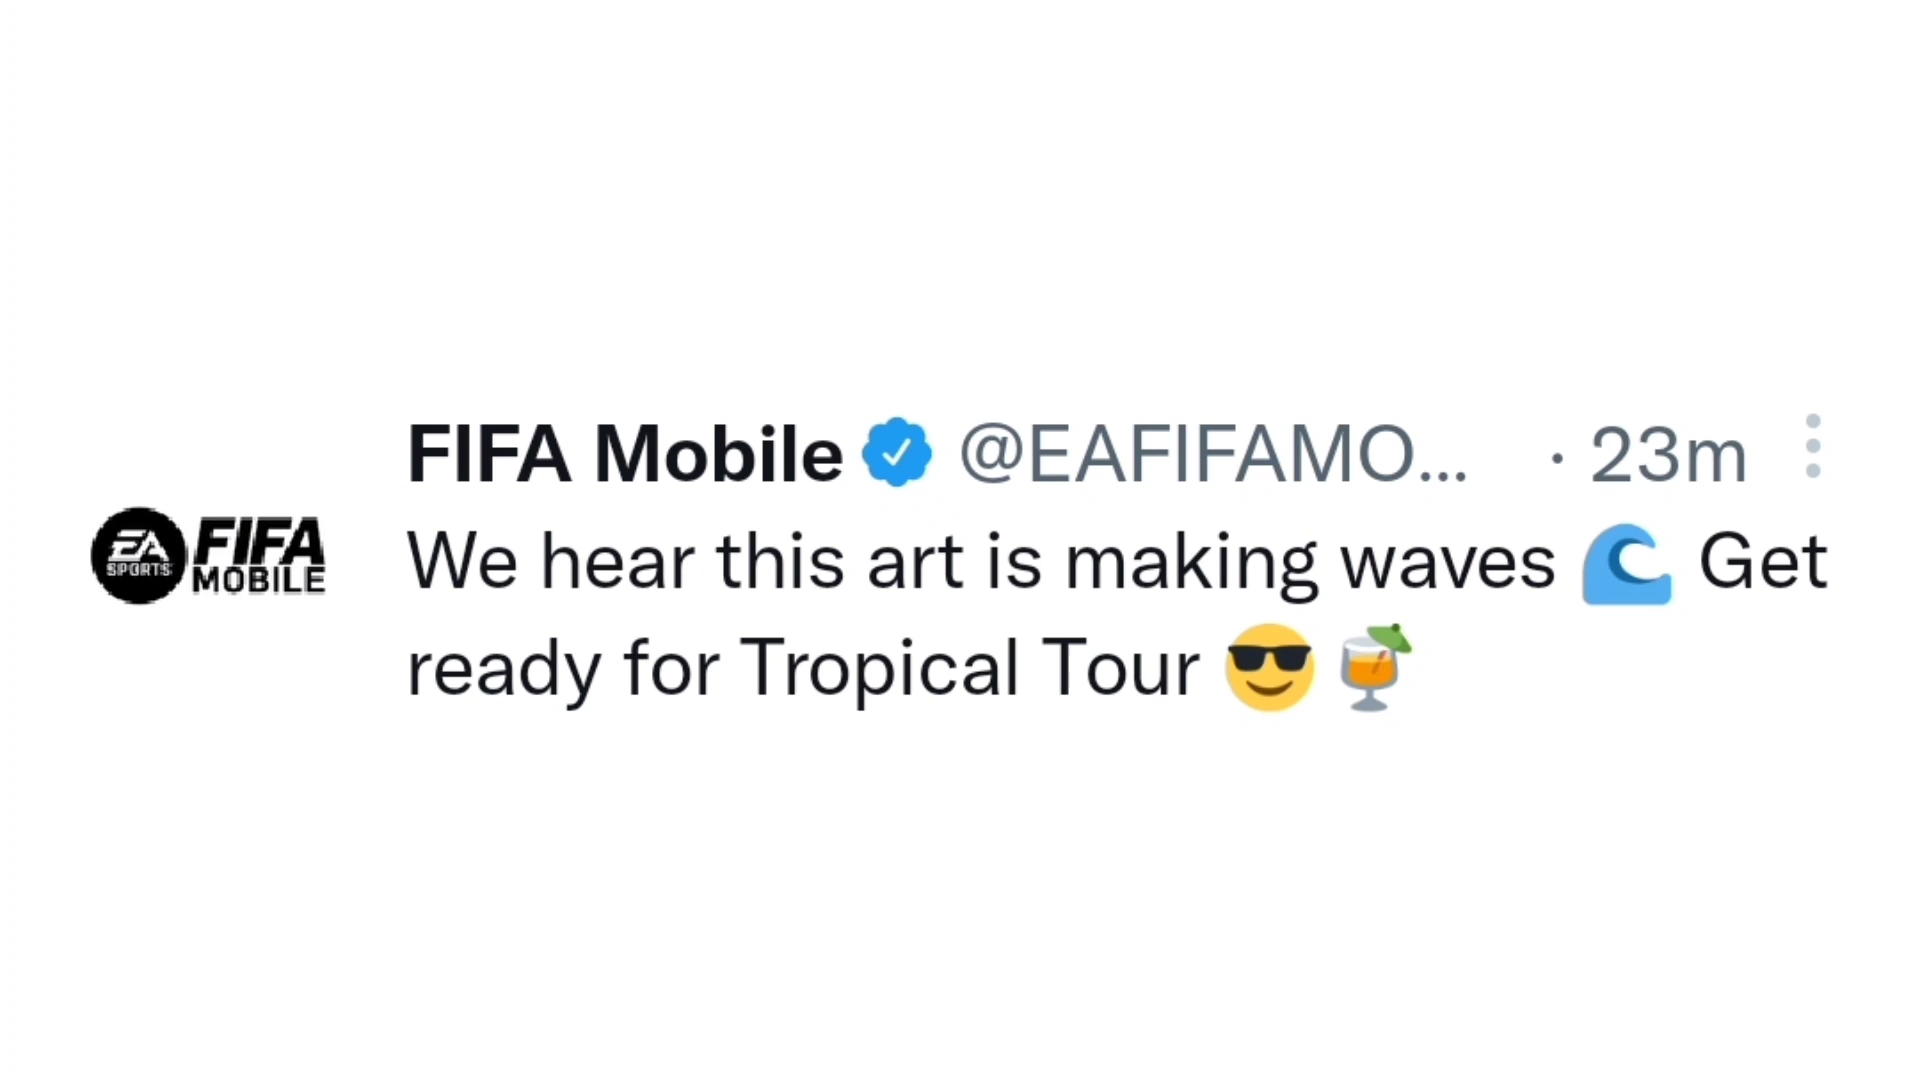 FIFA Mobile @EAFIFAMO... · 23m
EA SPORTS FIFA MOBILE
We hear this art is making waves 🌊 Get
ready for Tropical Tour 😎🍹